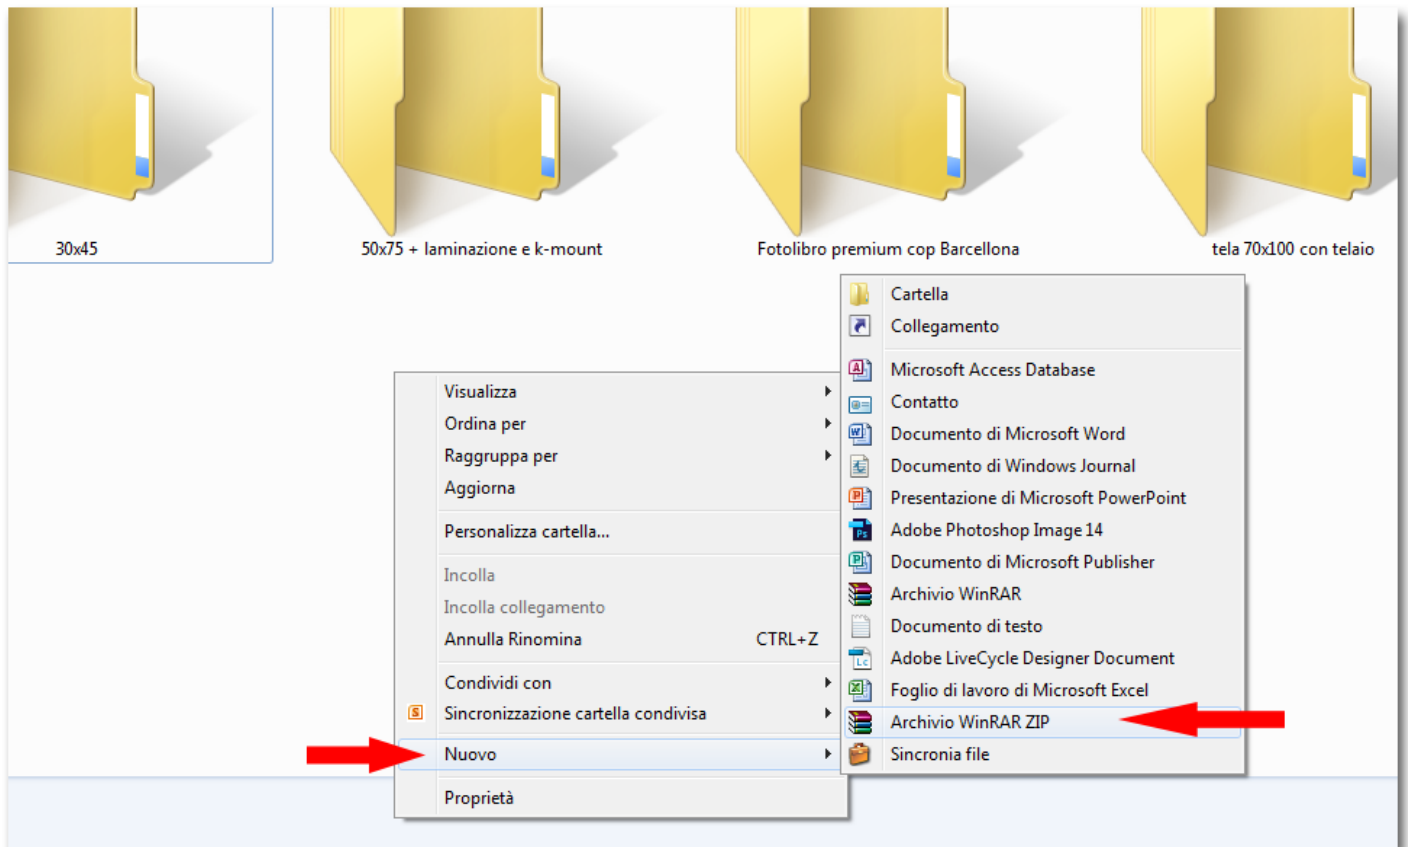 30x45
50x75 + laminazione e k-mount
Fotolibro premium cop Barcellona
tela 70x100 con telaio
Visualizza
Ordina per
Raggruppa per
Aggiorna
Personalizza cartella...
Incolla
Incolla collegamento
Annulla Rinomina CTRL+Z
Condividi con
Sincronizzazione cartella condivisa
Nuovo
Proprietà
Cartella
Collegamento
Microsoft Access Database
Contatto
Documento di Microsoft Word
Documento di Windows Journal
Presentazione di Microsoft PowerPoint
Adobe Photoshop Image 14
Documento di Microsoft Publisher
Archivio WinRAR
Documento di testo
Adobe LiveCycle Designer Document
Foglio di lavoro di Microsoft Excel
Archivio WinRAR ZIP
Sincronia file